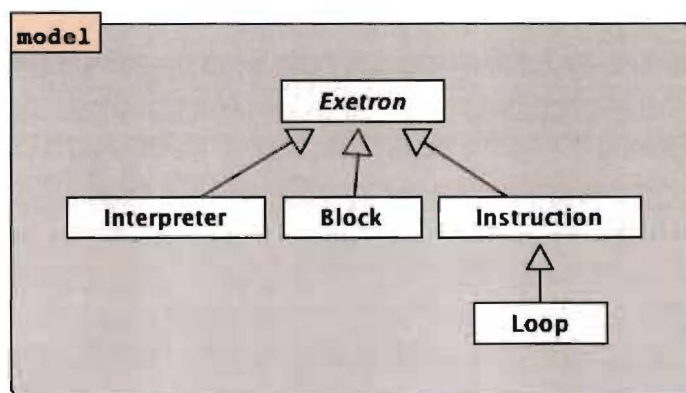 model
Exetron
Interpreter
Block
Instruction
Loop